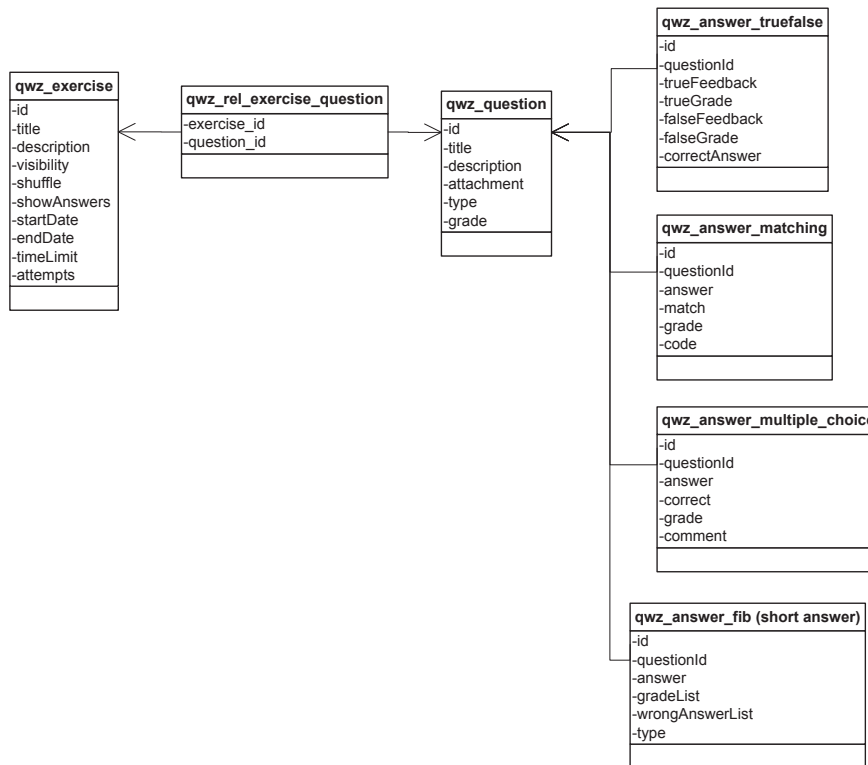 qwz_exercise
-id
-title
-description
-visibility
-shuffle
-showAnswers
-startDate
-endDate
-timeLimit
-attempts
qwz_rel_exercise_question
-exercise_id
-question_id
qwz_question
-id
-title
-description
-attachment
-type
-grade
qwz_answer_truefalse
-id
-questionId
-trueFeedback
-trueGrade
-falseFeedback
-falseGrade
-correctAnswer
qwz_answer_matching
-id
-questionId
-answer
-match
-grade
-code
qwz_answer_multiple_choice
-id
-questionId
-answer
-correct
-grade
-comment
qwz_answer_fib (short answer)
-id
-questionId
-answer
-gradeList
-wrongAnswerList
-type